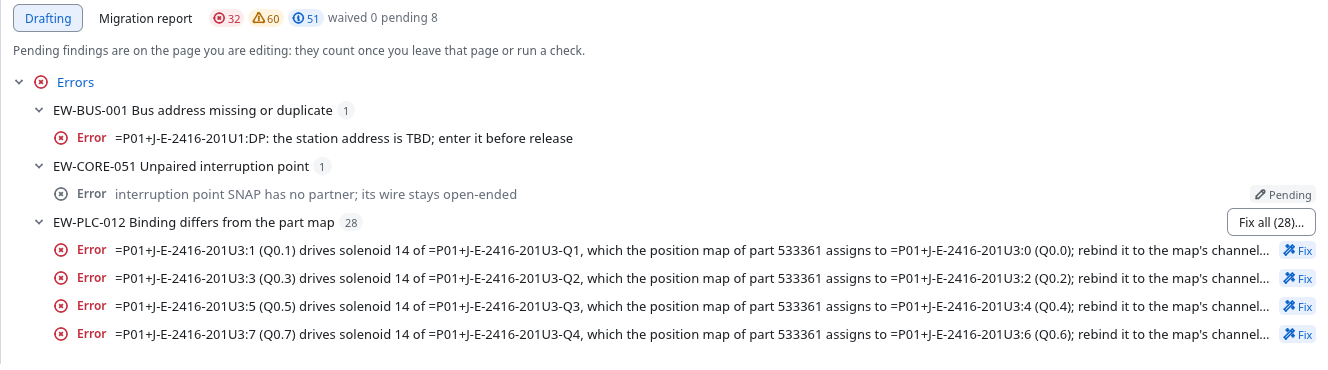 Drafting Migration report 32 60 51 waived 0 pending 8
Pending findings are on the page you are editing: they count once you leave that page or run a check.
Errors
EW-BUS-001 Bus address missing or duplicate 1
Error =P01+J-E-2416-201U1:DP: the station address is TBD; enter it before release
EW-CORE-051 Unpaired interruption point 1
Error interruption point SNAP has no partner; its wire stays open-ended Pending
EW-PLC-012 Binding differs from the part map 28 Fix all (28)...
Error =P01+J-E-2416-201U3:1 (Q0.1) drives solenoid 14 of =P01+J-E-2416-201U3-Q1, which the position map of part 533361 assigns to =P01+J-E-2416-201U3:0 (Q0.0); rebind it to the map's channel... Fix
Error =P01+J-E-2416-201U3:3 (Q0.3) drives solenoid 14 of =P01+J-E-2416-201U3-Q2, which the position map of part 533361 assigns to =P01+J-E-2416-201U3:2 (Q0.2); rebind it to the map's channel... Fix
Error =P01+J-E-2416-201U3:5 (Q0.5) drives solenoid 14 of =P01+J-E-2416-201U3-Q3, which the position map of part 533361 assigns to =P01+J-E-2416-201U3:4 (Q0.4); rebind it to the map's channel... Fix
Error =P01+J-E-2416-201U3:7 (Q0.7) drives solenoid 14 of =P01+J-E-2416-201U3-Q4, which the position map of part 533361 assigns to =P01+J-E-2416-201U3:6 (Q0.6); rebind it to the map's channel... Fix